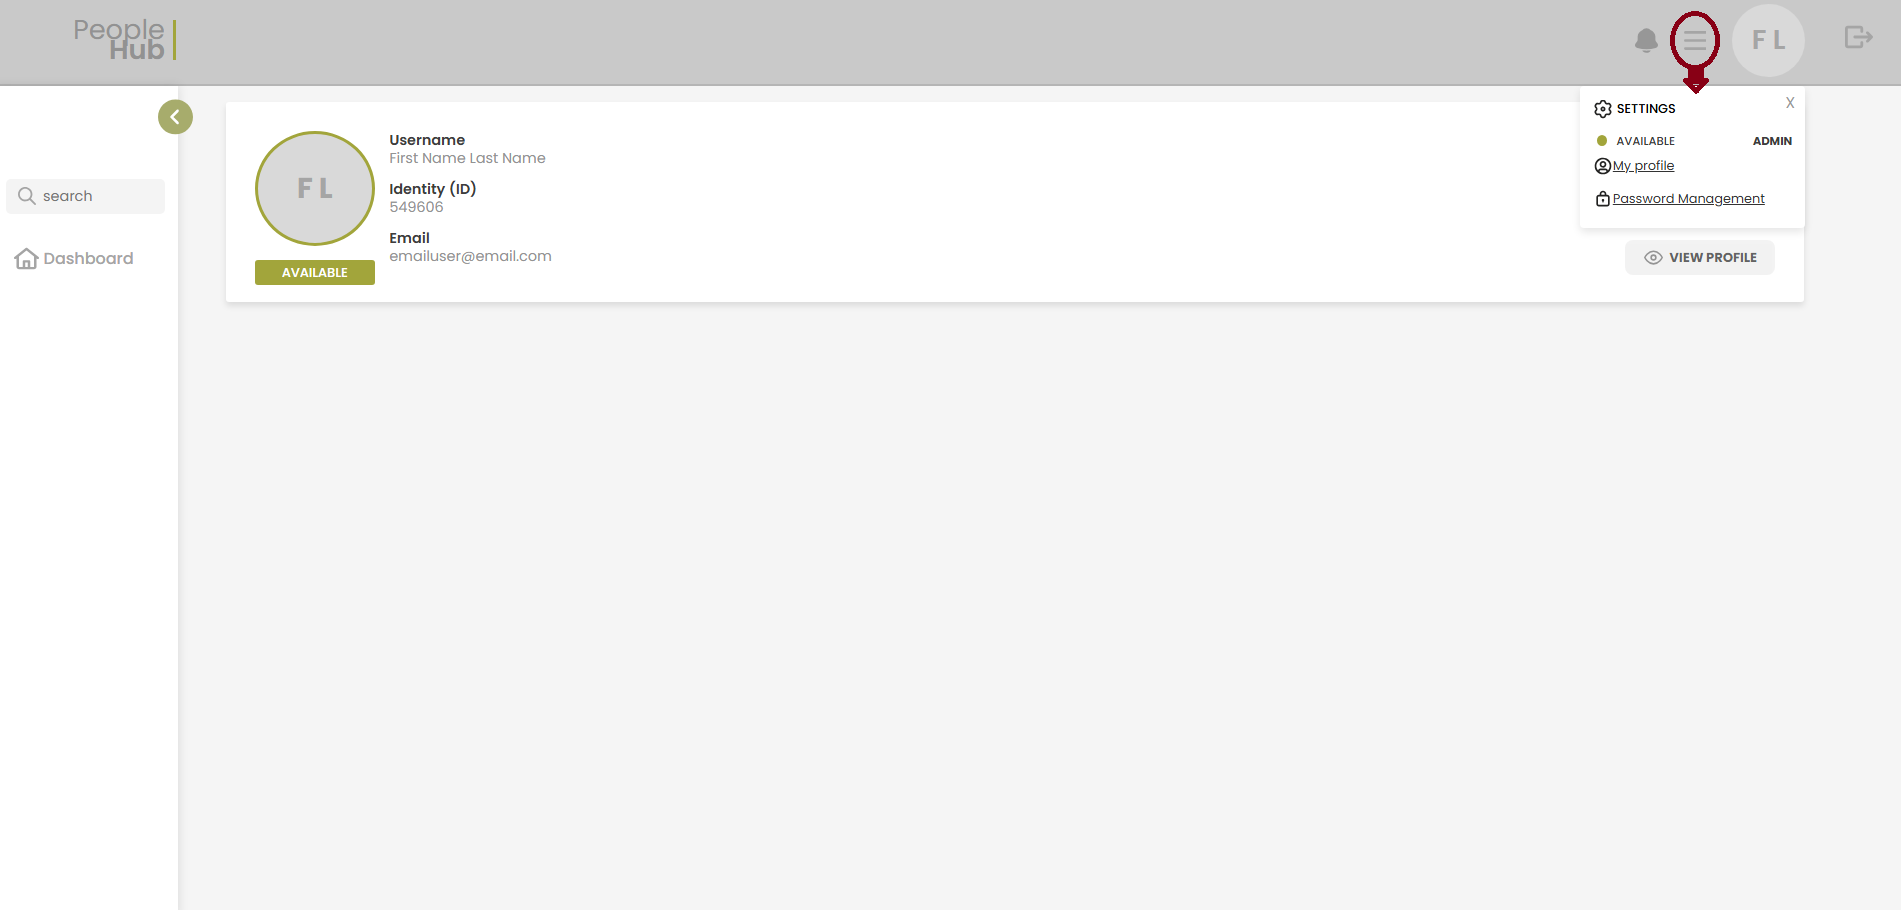 People
Hub
F L
SETTINGS
X
AVAILABLE ADMIN
My profile
Password Management
search
Dashboard
F L
AVAILABLE
Username
First Name Last Name
Identity (ID)
549606
Email
emailuser@email.com
VIEW PROFILE